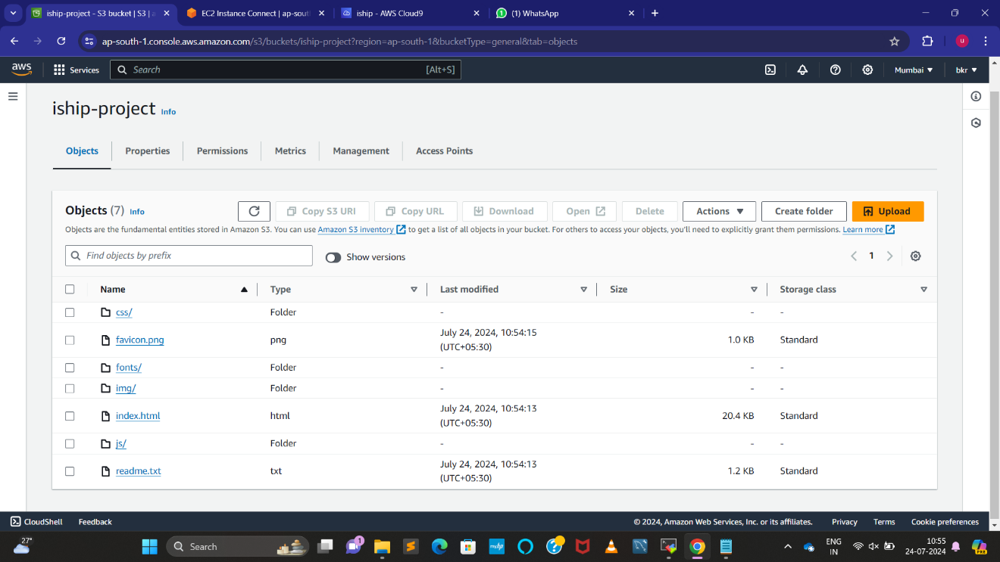 iship-project - S3 bucket | S3 | a
EC2 Instance Connect | ap-sout
iship - AWS Cloud9
(1) WhatsApp
ap-south-1.console.aws.amazon.com/s3/buckets/iship-project?region=ap-south-1&bucketType=general&tab=objects
U
aws
Services
Search
[Alt+S]
Mumbai
bkr
iship-project Info
Objects
Properties
Permissions
Metrics
Management
Access Points
Objects (7) Info
Copy S3 URI
Copy URL
Download
Open
Delete
Actions
Create folder
Upload
Objects are the fundamental entities stored in Amazon S3. You can use Amazon S3 inventory to get a list of all objects in your bucket. For others to access your objects, you'll need to explicitly grant them permissions. Learn more
Find objects by prefix
Show versions
1
Name Type Last modified Size Storage class
css/ Folder - - -
favicon.png png July 24, 2024, 10:54:15 (UTC+05:30) 1.0 KB Standard
fonts/ Folder - - -
img/ Folder - - -
index.html html July 24, 2024, 10:54:13 (UTC+05:30) 20.4 KB Standard
js/ Folder - - -
readme.txt txt July 24, 2024, 10:54:13 (UTC+05:30) 1.2 KB Standard
CloudShell
Feedback
© 2024, Amazon Web Services, Inc. or its affiliates.
Privacy
Terms
Cookie preferences
27°
Search
1
myhp
ENG
IN
10:55
24-07-2024
PRE